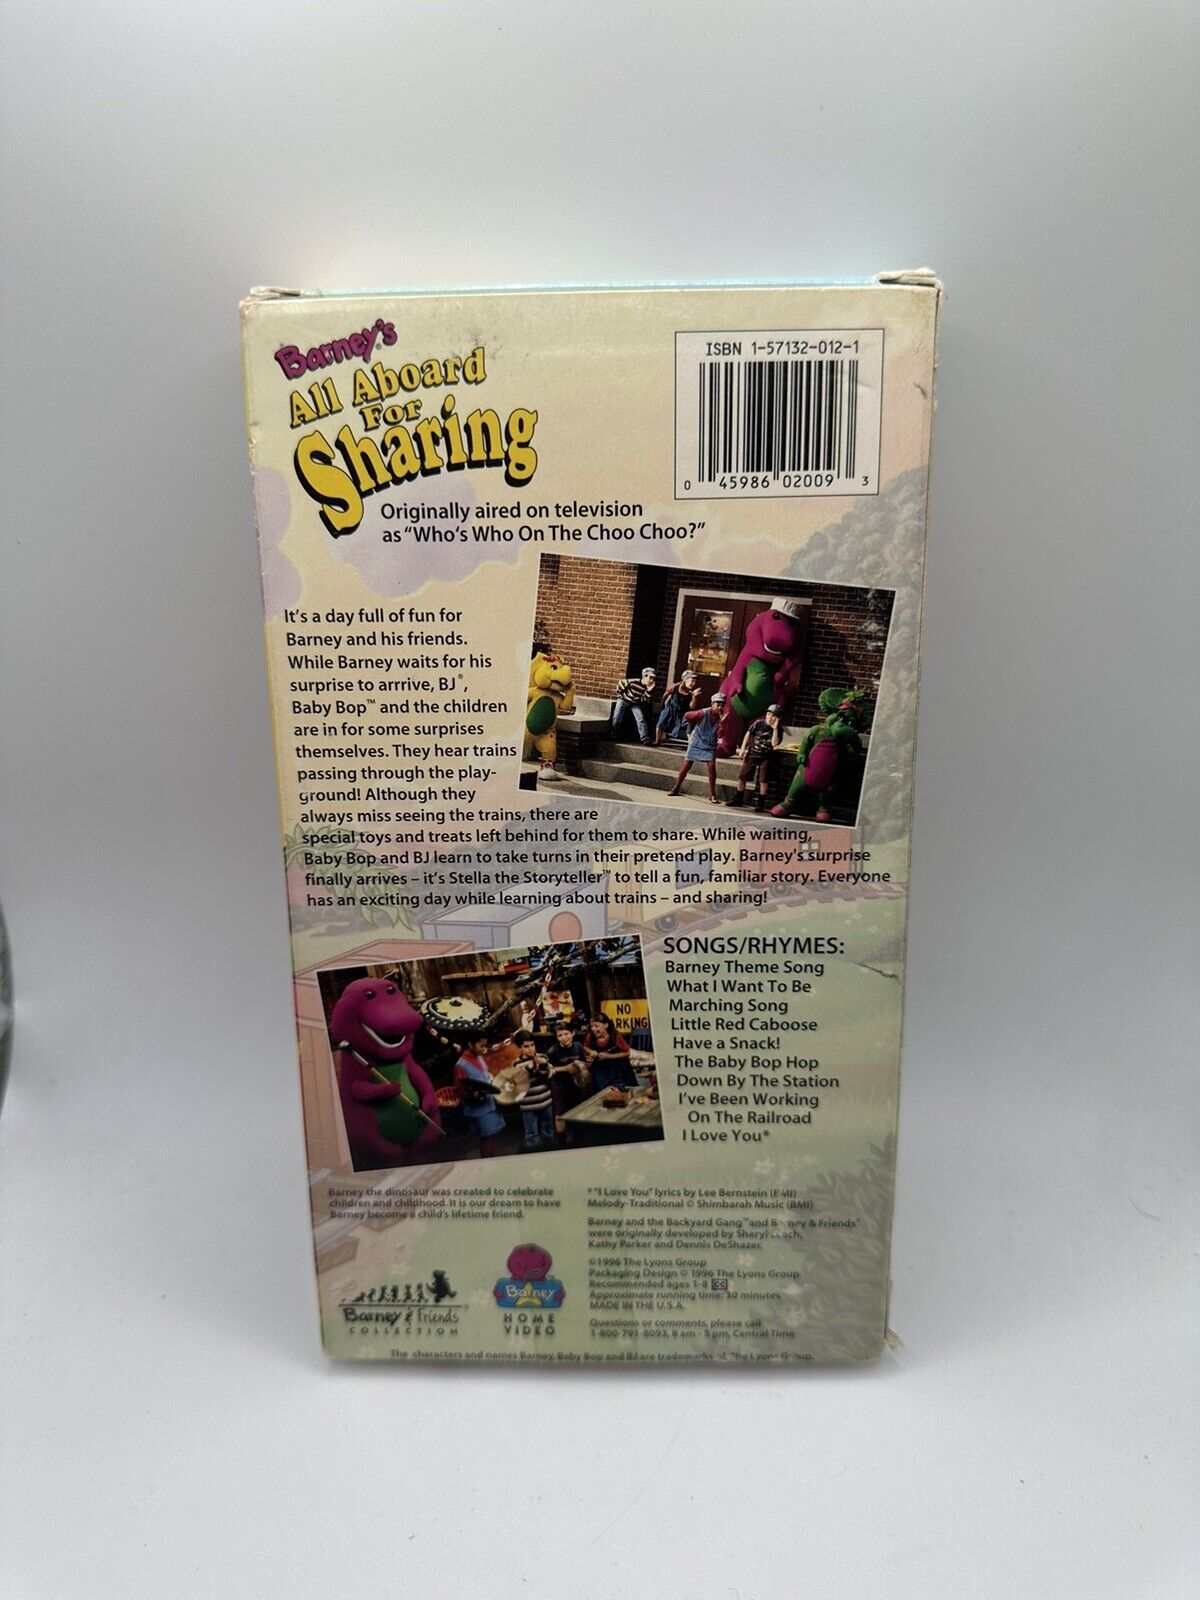 Barney's
All Aboard
For
Sharing
ISBN 1-57132-012-1
0 45986 02009 3
Originally aired on television
as "Who's Who On The Choo Choo?"
It's a day full of fun for
Barney and his friends.
While Barney waits for his
surprise to arrrive, BJ®,
Baby Bop™ and the children
are in for some surprises
themselves. They hear trains
passing through the play-
ground! Although they
always miss seeing the trains, there are
special toys and treats left behind for them to share. While waiting,
Baby Bop and BJ learn to take turns in their pretend play. Barney's surprise
finally arrives – it's Stella the Storyteller™ to tell a fun, familiar story. Everyone
has an exciting day while learning about trains – and sharing!
NO
SONGS/RHYMES:
Barney Theme Song
What I Want To Be
Marching Song
Little Red Caboose
Have a Snack!
The Baby Bop Hop
Down By The Station
I've Been Working
On The Railroad
I Love You*
Barney the dinosaur was created to celebrate
children and childhood. It is our dream to have
Barney become a child's lifetime friend.
* "I Love You" lyrics by Lee Bernstein (BMI)
Melody-Traditional © Shimbarah Music (BMI)
Barney and the Backyard Gang™ and Barney & Friends®
were originally developed by Sheryl Leach,
Kathy Parker and Dennis DeShazer.
©1996 The Lyons Group
Packaging Design © 1996 The Lyons Group
Recommended ages 1-8 CC
Approximate running time: 30 minutes
MADE IN THE U.S.A.
Questions or comments, please call
1-800-791-8093, 8 am - 5 pm, Central Time
Barney & Friends®
COLLECTION
Barney
HOME
VIDEO
The characters and names Barney, Baby Bop and BJ are trademarks of The Lyons Group.